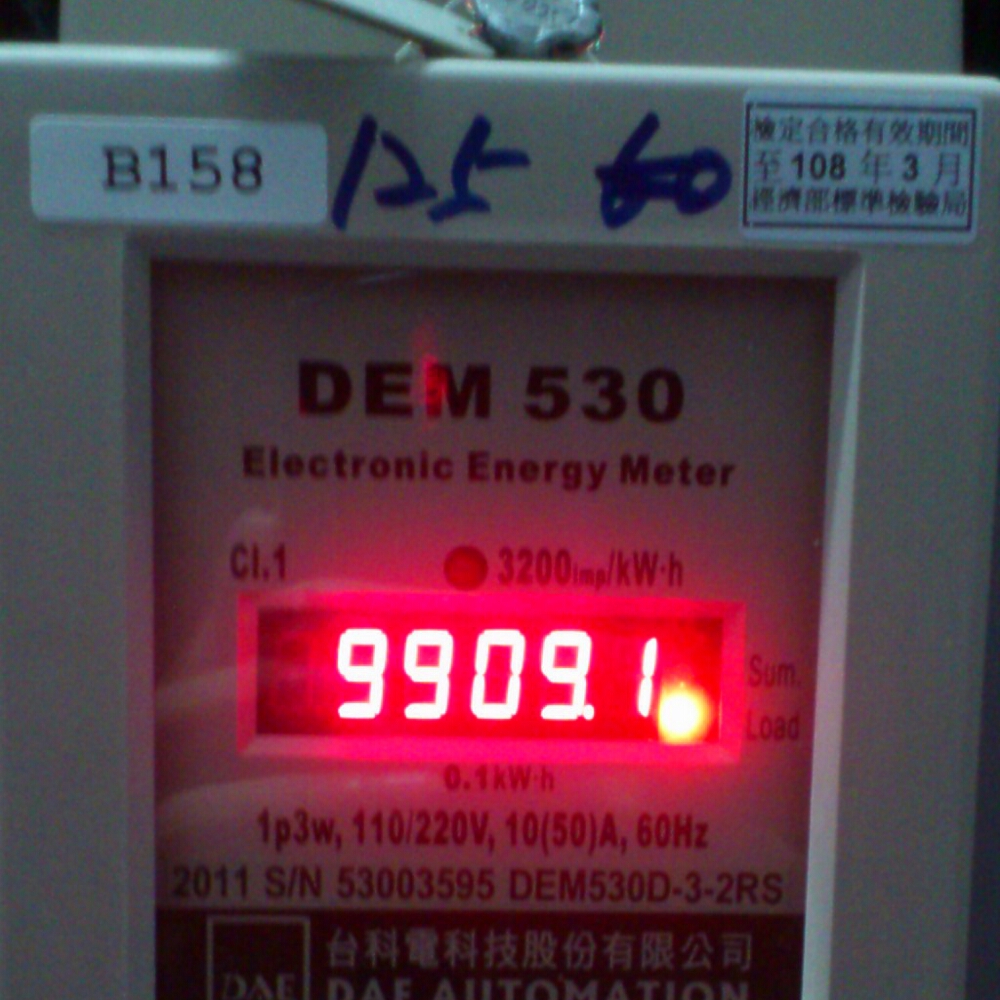 B158
125 60
檢定合格有效期間
至 108 年 3 月
經濟部標準檢驗局
DEM 530
Electronic Energy Meter
Cl.1
3200imp/kW·h
9909.1
Sum.
Load
0.1kW·h
1p3w, 110/220V, 10(50)A, 60Hz
2011 S/N 53003595 DEM530D-3-2RS
台科電科技股份有限公司
DAE
DAE AUTOMATION